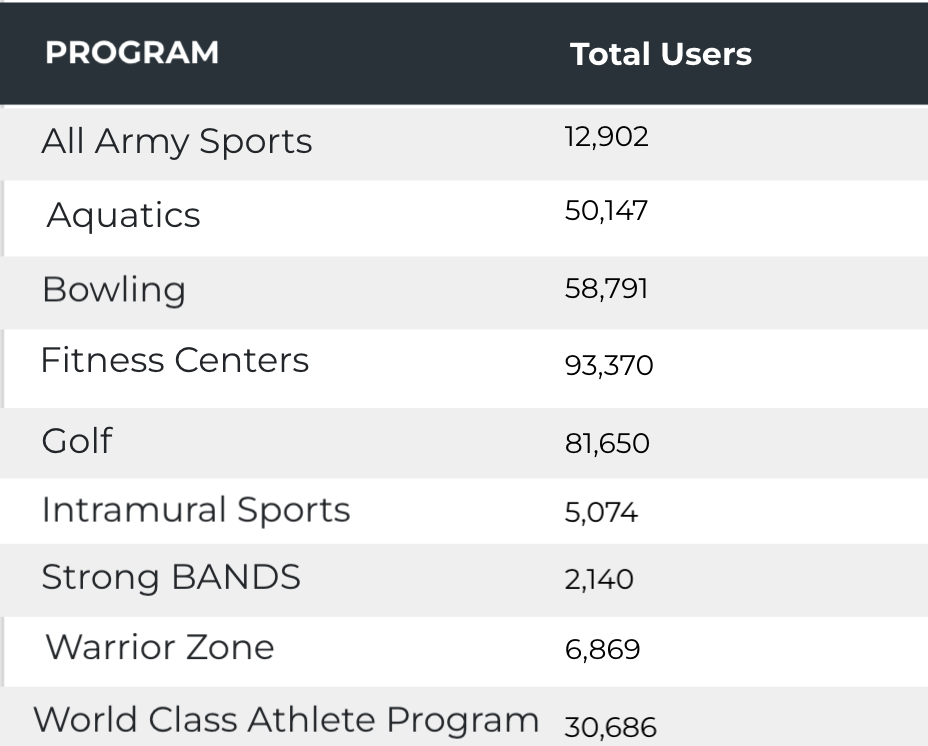 PROGRAM Total Users
All Army Sports 12,902
Aquatics 50,147
Bowling 58,791
Fitness Centers 93,370
Golf 81,650
Intramural Sports 5,074
Strong BANDS 2,140
Warrior Zone 6,869
World Class Athlete Program 30,686